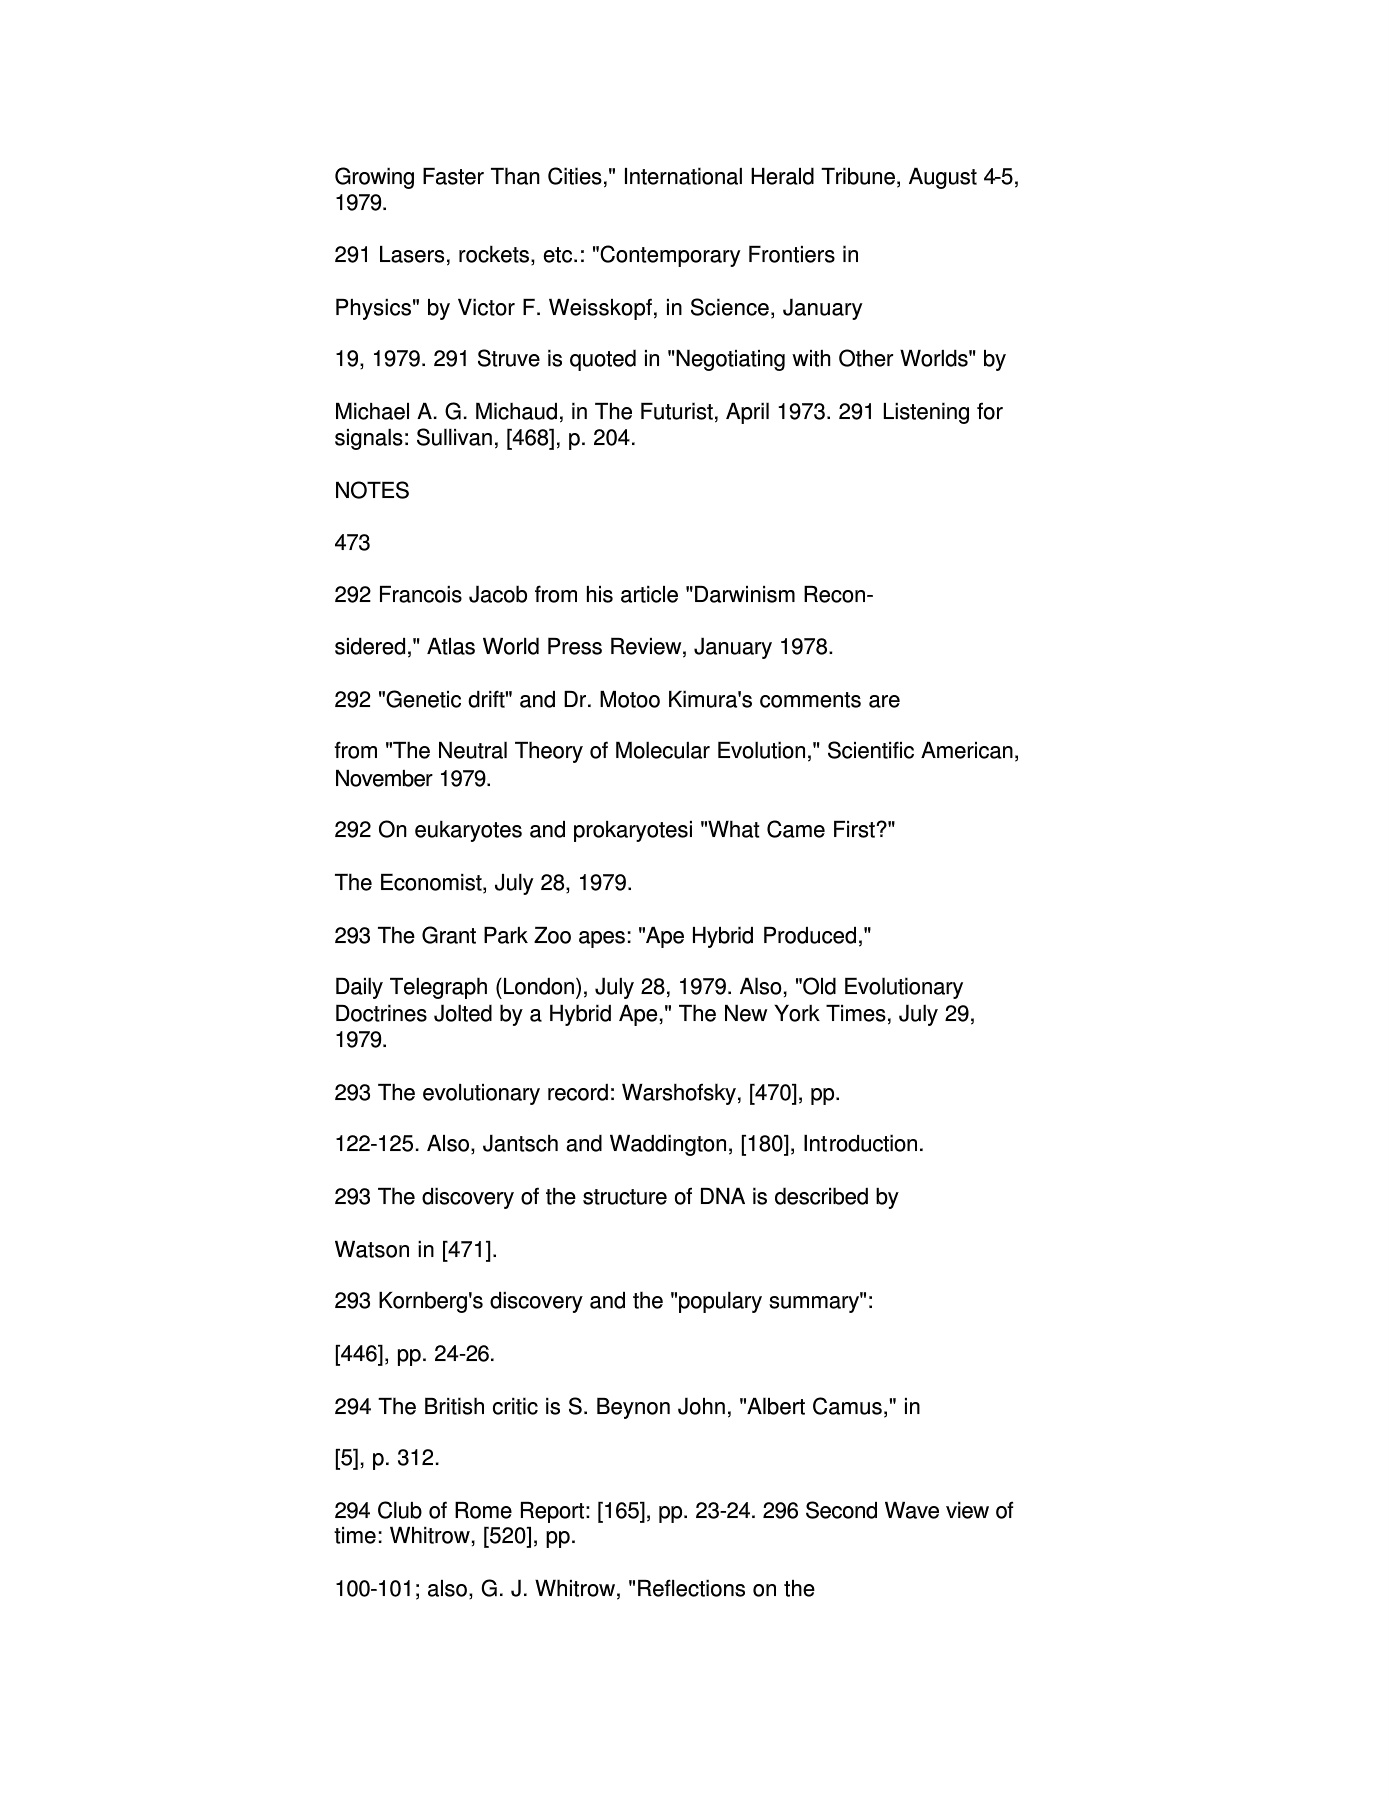 Growing Faster Than Cities," International Herald Tribune, August 4-5,
1979.
291 Lasers, rockets, etc.: "Contemporary Frontiers in
Physics" by Victor F. Weisskopf, in Science, January
19, 1979. 291 Struve is quoted in "Negotiating with Other Worlds" by
Michael A. G. Michaud, in The Futurist, April 1973. 291 Listening for
signals: Sullivan, [468], p. 204.
NOTES
473
292 Francois Jacob from his article "Darwinism Recon-
sidered," Atlas World Press Review, January 1978.
292 "Genetic drift" and Dr. Motoo Kimura's comments are
from "The Neutral Theory of Molecular Evolution," Scientific American,
November 1979.
292 On eukaryotes and prokaryotesi "What Came First?"
The Economist, July 28, 1979.
293 The Grant Park Zoo apes: "Ape Hybrid Produced,"
Daily Telegraph (London), July 28, 1979. Also, "Old Evolutionary
Doctrines Jolted by a Hybrid Ape," The New York Times, July 29,
1979.
293 The evolutionary record: Warshofsky, [470], pp.
122-125. Also, Jantsch and Waddington, [180], Introduction.
293 The discovery of the structure of DNA is described by
Watson in [471].
293 Kornberg's discovery and the "populary summary":
[446], pp. 24-26.
294 The British critic is S. Beynon John, "Albert Camus," in
[5], p. 312.
294 Club of Rome Report: [165], pp. 23-24. 296 Second Wave view of
time: Whitrow, [520], pp.
100-101; also, G. J. Whitrow, "Reflections on the